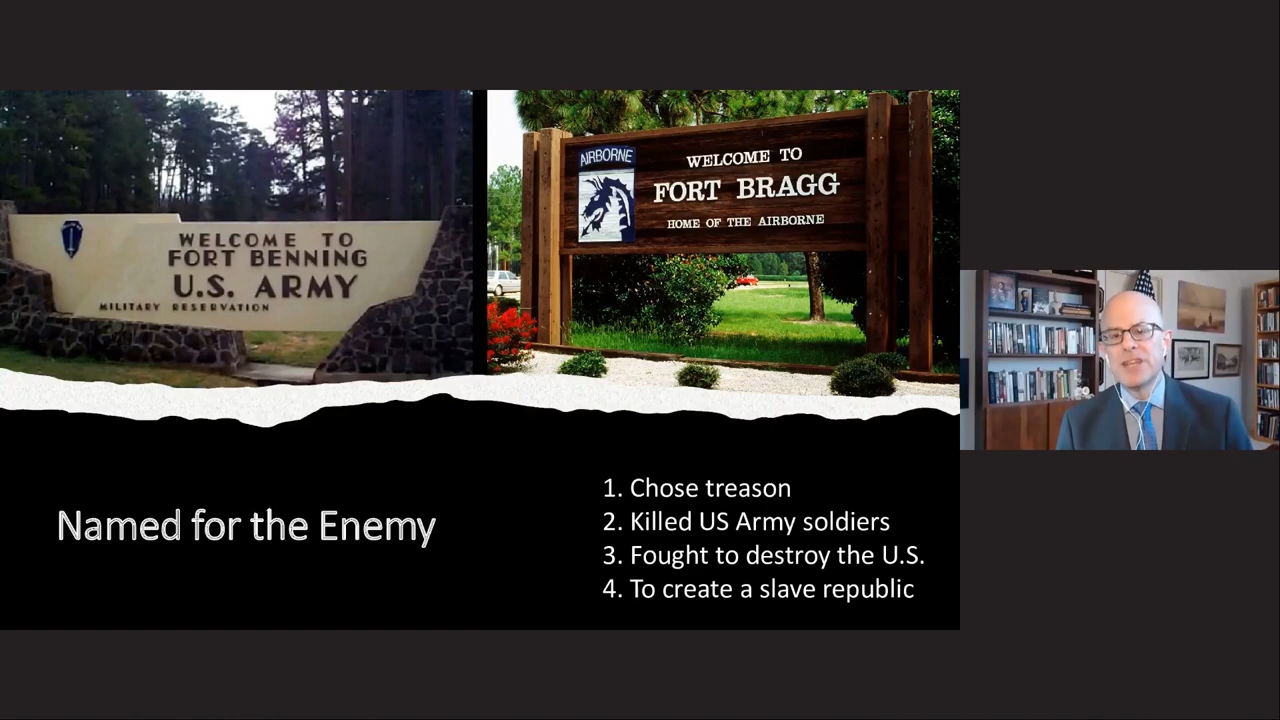 WELCOME TO
FORT BENNING
U.S. ARMY
MILITARY RESERVATION
AIRBORNE
WELCOME TO
FORT BRAGG
HOME OF THE AIRBORNE
Named for the Enemy
1. Chose treason
2. Killed US Army soldiers
3. Fought to destroy the U.S.
4. To create a slave republic